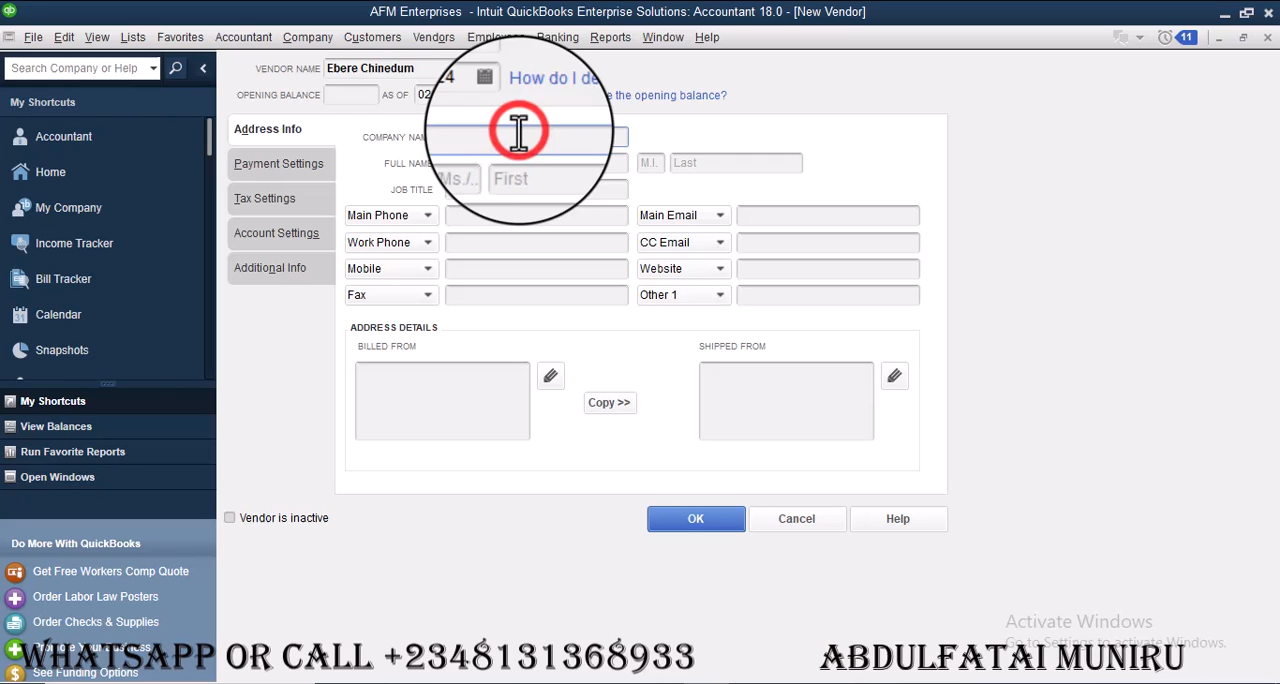 AFM Enterprises - Intuit QuickBooks Enterprise Solutions: Accountant 18.0 - [New Vendor]
File Edit View Lists Favorites Accountant Company Customers Vendors Banking Reports Window Help
11
Search Company or Help
VENDOR NAME Ebere Chinedum
OPENING BALANCE AS OF 02 24 How do I de e the opening balance?
My Shortcuts
Accountant
Home
My Company
Income Tracker
Bill Tracker
Calendar
31
Snapshots
My Shortcuts
View Balances
Run Favorite Reports
Open Windows
Do More With QuickBooks
Get Free Workers Comp Quote
Order Labor Law Posters
Order Checks & Supplies
See Funding Options
Address Info
Payment Settings
Tax Settings
Account Settings
Additional Info
COMPANY NAM
FULL NAME Ms./.. First M.I. Last
JOB TITLE
Main Phone Main Email
Work Phone CC Email
Mobile Website
Fax Other 1
ADDRESS DETAILS
BILLED FROM SHIPPED FROM
Copy >>
Vendor is inactive
OK Cancel Help
Activate Windows
Go to Settings to activate Windows.
WHATSAPP OR CALL +2348131368933 ABDULFATAI MUNIRU